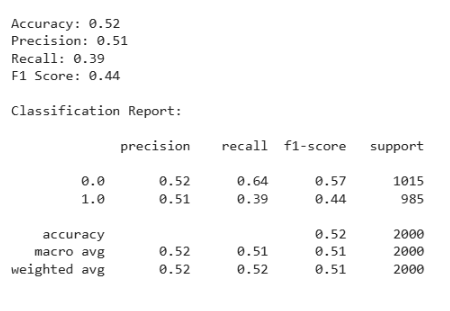 Accuracy: 0.52
Precision: 0.51
Recall: 0.39
F1 Score: 0.44
Classification Report:
precision recall f1-score support
0.0 0.52 0.64 0.57 1015
1.0 0.51 0.39 0.44 985
accuracy 0.52 2000
macro avg 0.52 0.51 0.51 2000
weighted avg 0.52 0.52 0.51 2000